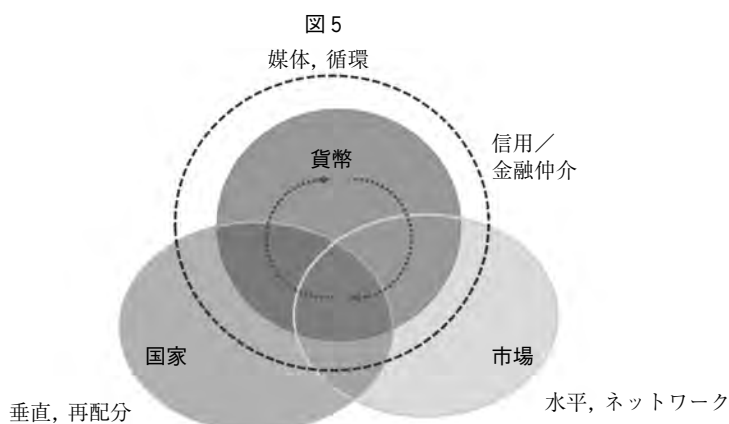 図5
媒体, 循環
信用／
金融仲介
貨幣
国家
市場
垂直, 再配分
水平, ネットワーク